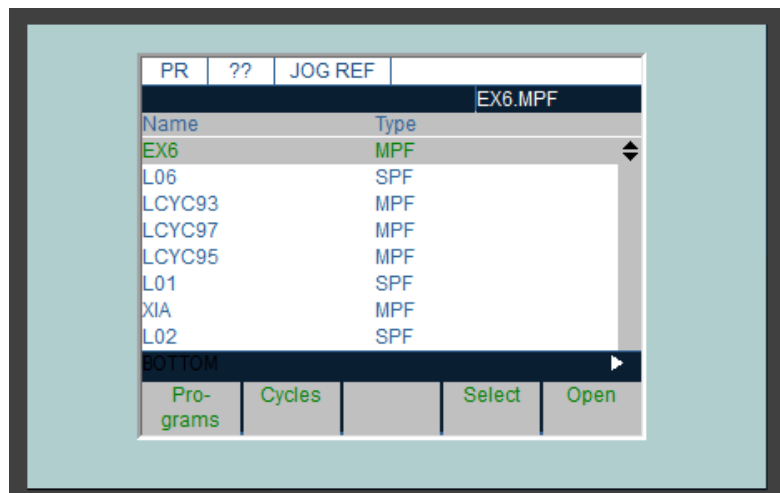 PR ?? JOG REF
EX6.MPF
Name Type
EX6 MPF
L06 SPF
LCYC93 MPF
LCYC97 MPF
LCYC95 MPF
L01 SPF
XIA MPF
L02 SPF
BOTTOM
Pro- Cycles Select Open
grams